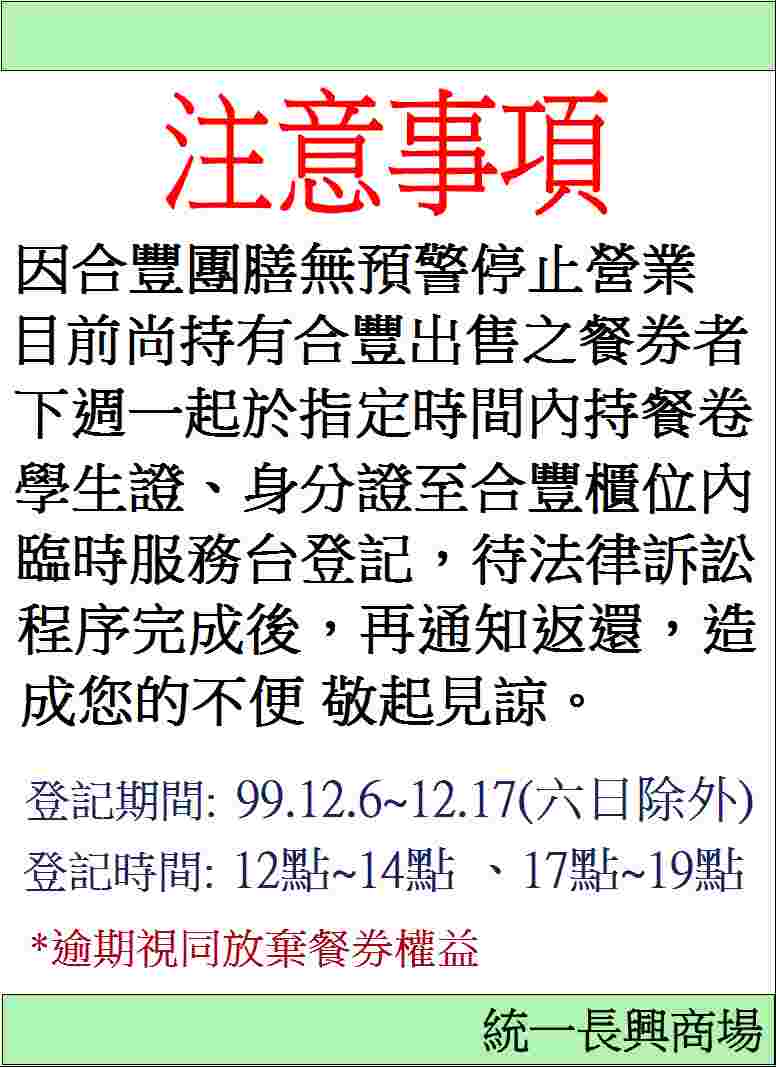 注意事項
因合豐團膳無預警停止營業
目前尚持有合豐出售之餐券者
下週一起於指定時間內持餐卷
學生證、身分證至合豐櫃位內
臨時服務台登記，待法律訴訟
程序完成後，再通知返還，造
成您的不便 敬起見諒。
登記期間: 99.12.6~12.17(六日除外)
登記時間: 12點~14點 、17點~19點
*逾期視同放棄餐券權益
統一長興商場